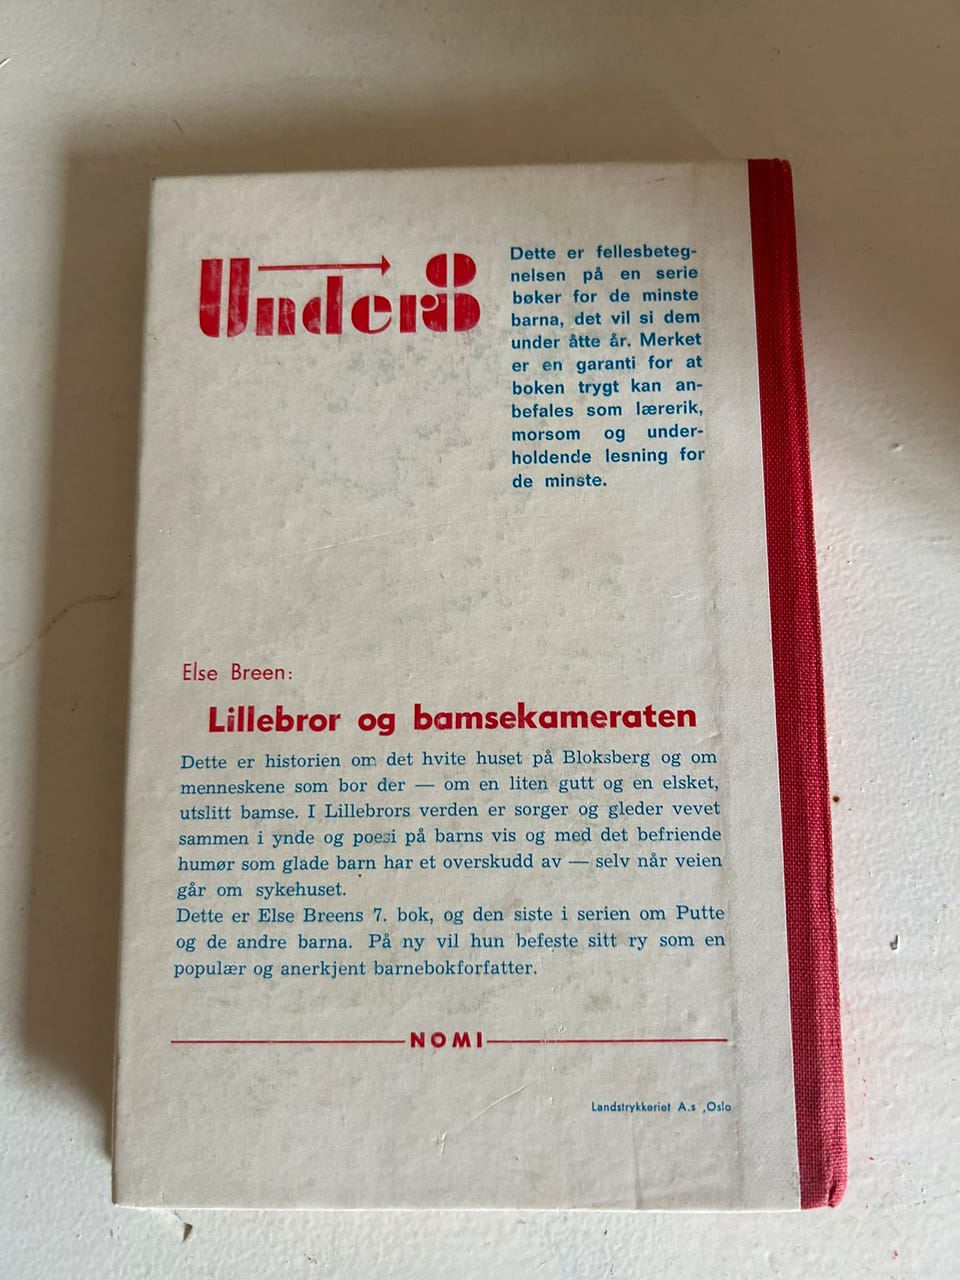 Under 8
Dette er fellesbeteg-
nelsen på en serie
bøker for de minste
barna, det vil si dem
under åtte år. Merket
er en garanti for at
boken trygt kan an-
befales som lærerik,
morsom og under-
holdende lesning for
de minste.
Else Breen:
Lillebror og bamsekameraten
Dette er historien om det hvite huset på Bloksberg og om
menneskene som bor der — om en liten gutt og en elsket,
utslitt bamse. I Lillebrors verden er sorger og gleder vevet
sammen i ynde og poesi på barns vis og med det befriende
humør som glade barn har et overskudd av — selv når veien
går om sykehuset.
Dette er Else Breens 7. bok, og den siste i serien om Putte
og de andre barna. På ny vil hun befeste sitt ry som en
populær og anerkjent barnebokforfatter.
NOMI
Landstrykkeriet A.s ,Oslo